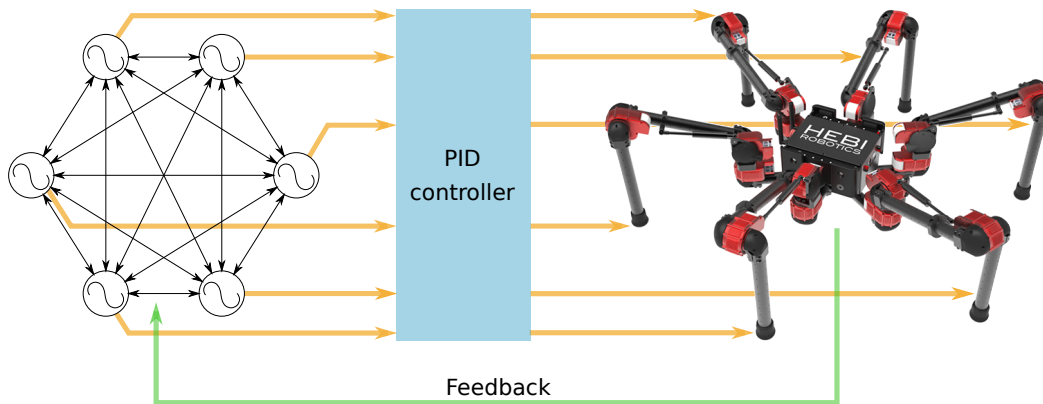 PID
controller
HEBI
ROBOTICS
Feedback